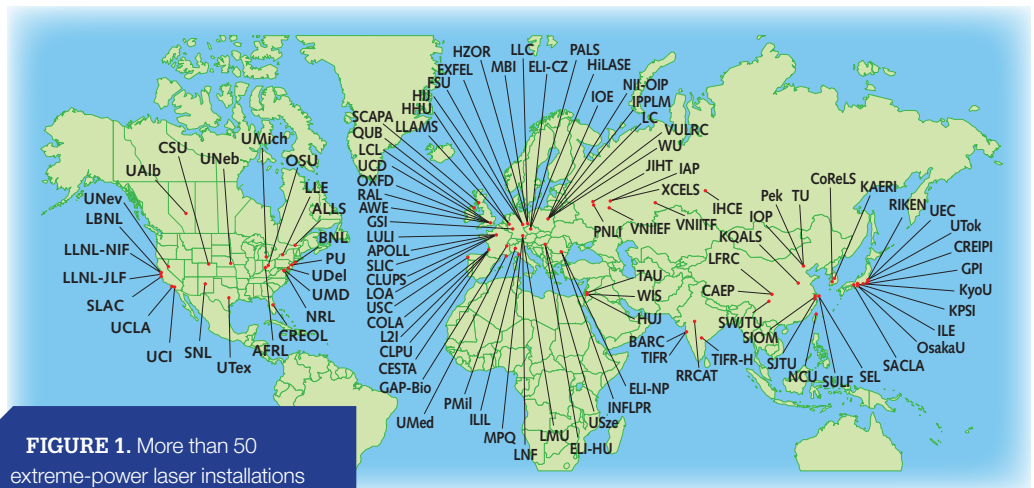 HZOR
LLC
PALS
EXFEL
MBI
ELI-CZ
HiLASE
FSU
NII-OIP
HIJ
IOE
IPPLM
HHU
LC
SCAPA
LLAMS
VULRC
QUB
WU
LCL
JIHT
IAP
UCD
OXFD
XCELS
RAL
IHCE
AWE
PNLI
VNIIEF
VNIITF
GSI
LULI
APOLL
SLIC
CLUPS
LOA
USC
COLA
L2I
CLPU
CESTA
GAP-Bio
UMed
PMil
ILIL
MPQ
LNF
LMU
ELI-HU
USze
INFLPR
ELI-NP
TAU
WIS
HUJ
UMich
CSU
UNeb
OSU
UAlb
LLE
UNev
ALLS
LBNL
BNL
LLNL-NIF
PU
LLNL-JLF
UDel
SLAC
UMD
UCLA
NRL
UCI
SNL
CREOL
UTex
AFRL
Pek
TU
CoReLS
KAERI
IOP
RIKEN
KQALS
UEC
LFRC
UTok
CAEP
CREIPI
GPI
KyoU
KPSI
ILE
OsakaU
SACLA
SWJTU
SIOM
SJTU
NCU
SULF
SEL
BARC
TIFR
RRCAT
TIFR-H
FIGURE 1. More than 50
extreme-power laser installations